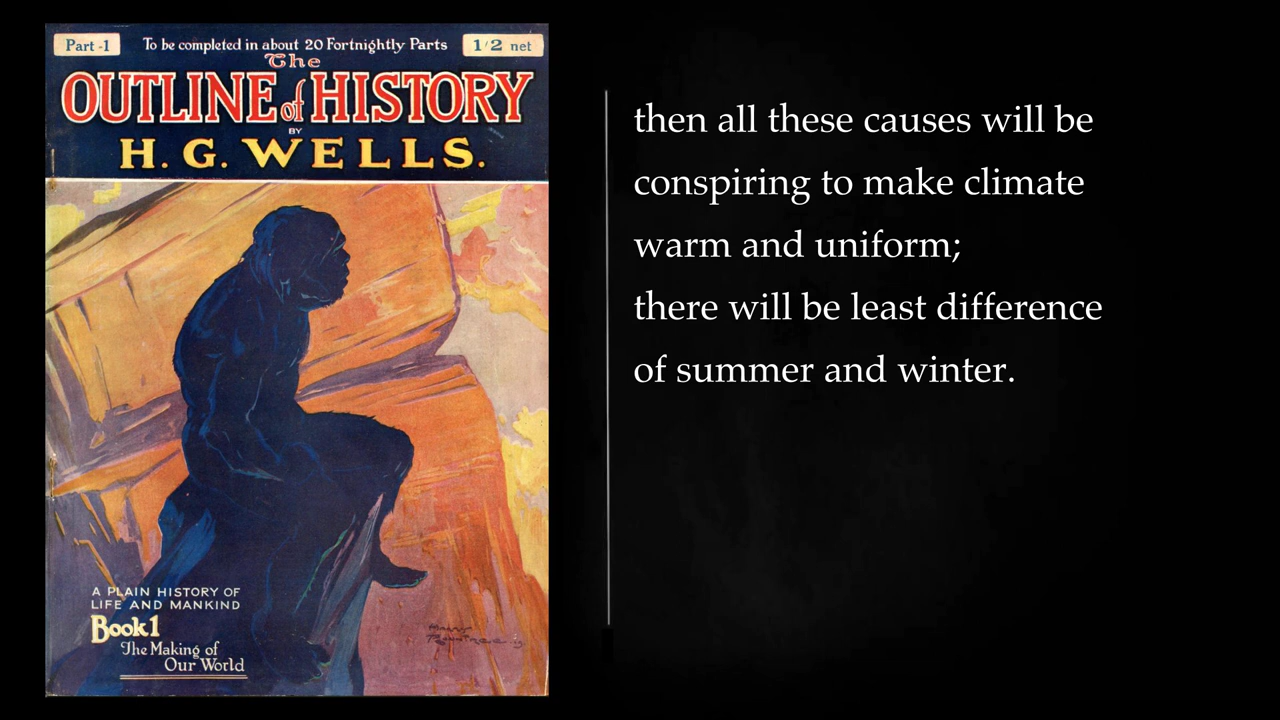 Part -1
To be completed in about 20 Fortnightly Parts
1/2 net
The
OUTLINE of HISTORY
BY
H. G. WELLS.
A PLAIN HISTORY OF
LIFE AND MANKIND
Book 1
The Making of
Our World
then all these causes will be
conspiring to make climate
warm and uniform;
there will be least difference
of summer and winter.